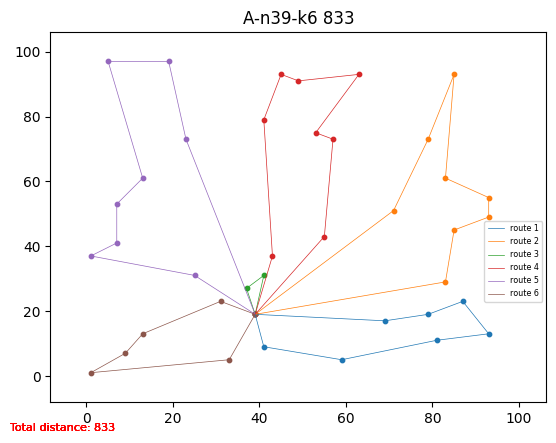 A-n39-k6 833
100
80
60
40
20
0
route 1
route 2
route 3
route 4
route 5
route 6
0 20 40 60 80 100
Total distance: 833